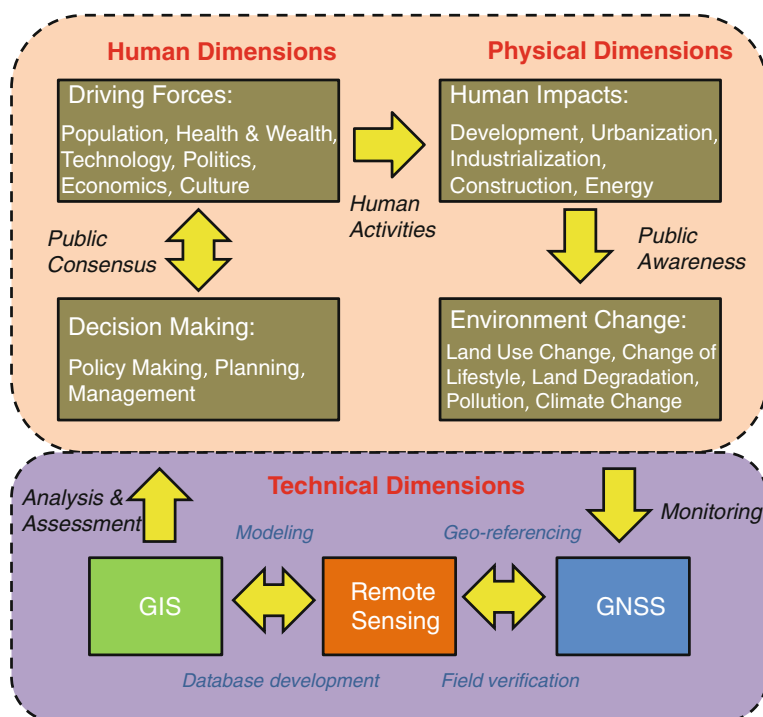 Human Dimensions
Physical Dimensions
Driving Forces:
Population, Health & Wealth,
Technology, Politics,
Economics, Culture
Human
Activities
Human Impacts:
Development, Urbanization,
Industrialization,
Construction, Energy
Public
Consensus
Public
Awareness
Decision Making:
Policy Making, Planning,
Management
Environment Change:
Land Use Change, Change of
Lifestyle, Land Degradation,
Pollution, Climate Change
Technical Dimensions
Analysis &
Assessment
Monitoring
Modeling
Geo-referencing
GIS
Remote
Sensing
GNSS
Database development
Field verification